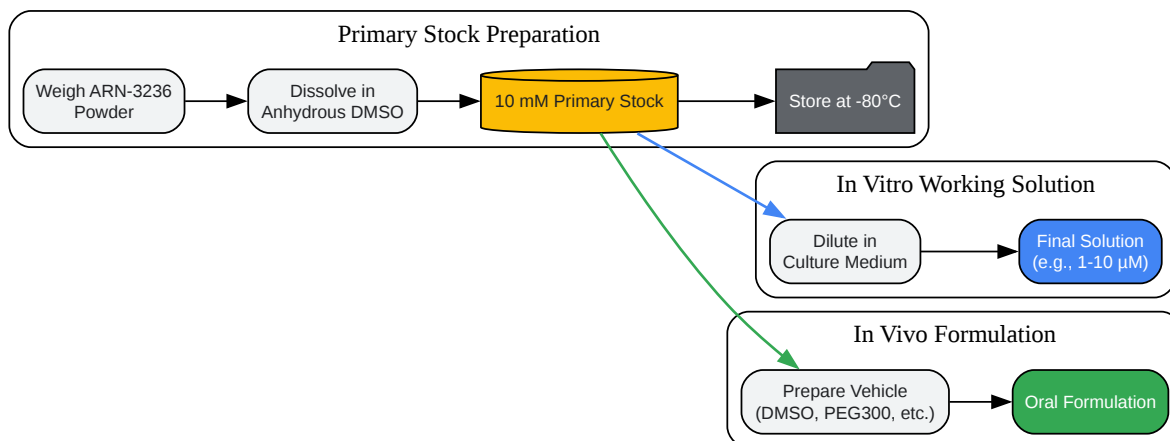 Primary Stock Preparation
Weigh ARN-3236
Powder
Dissolve in
Anhydrous DMSO
10 mM Primary Stock
Store at -80°C
In Vitro Working Solution
Dilute in
Culture Medium
Final Solution
(e.g., 1-10 µM)
In Vivo Formulation
Prepare Vehicle
(DMSO, PEG300, etc.)
Oral Formulation